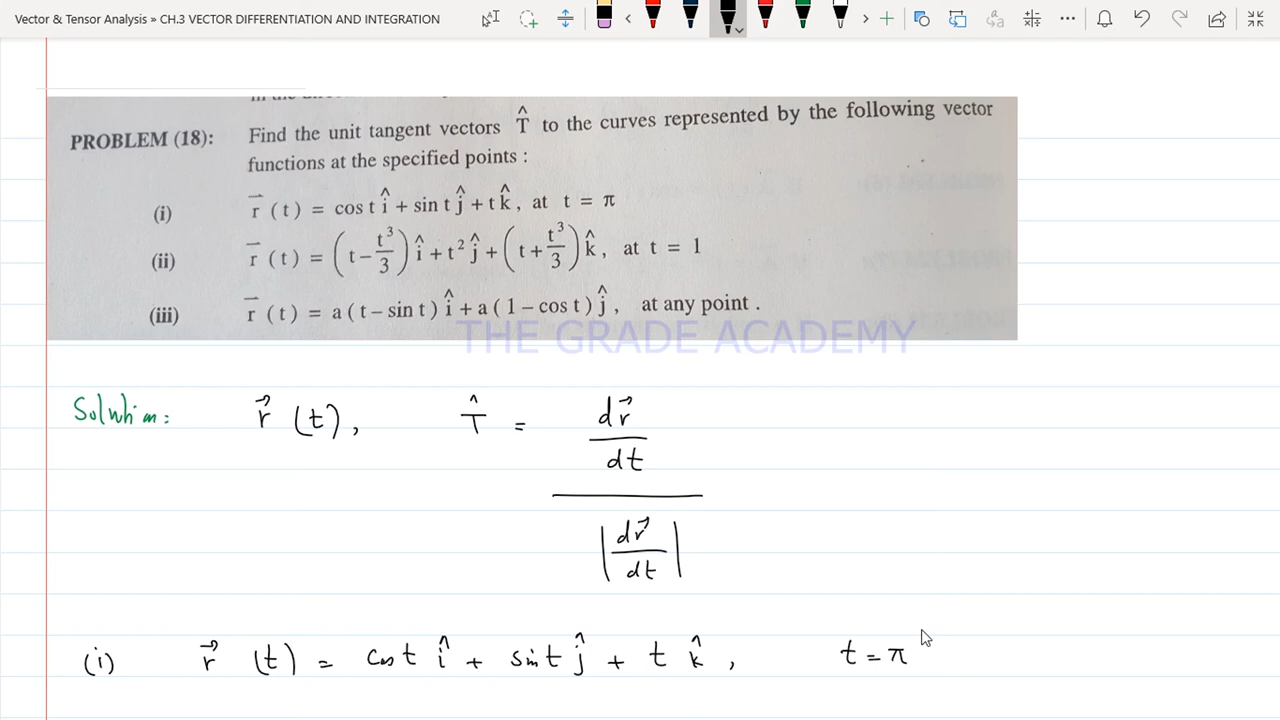 Vector & Tensor Analysis » CH.3 VECTOR DIFFERENTIATION AND INTEGRATION
PROBLEM (18): Find the unit tangent vectors T̂ to the curves represented by the following vector
functions at the specified points :
(i) r⃗ (t) = cos t î + sin t ĵ + t k̂, at t = π
(ii) r⃗ (t) = (t − t³/3) î + t² ĵ + (t + t³/3) k̂, at t = 1
(iii) r⃗ (t) = a (t − sin t) î + a (1 − cos t) ĵ, at any point .
THE GRADE ACADEMY
Solution: r⃗ (t), T̂ = (dr⃗/dt) / |dr⃗/dt|
(i) r⃗ (t) = cos t î + sin t ĵ + t k̂, t = π